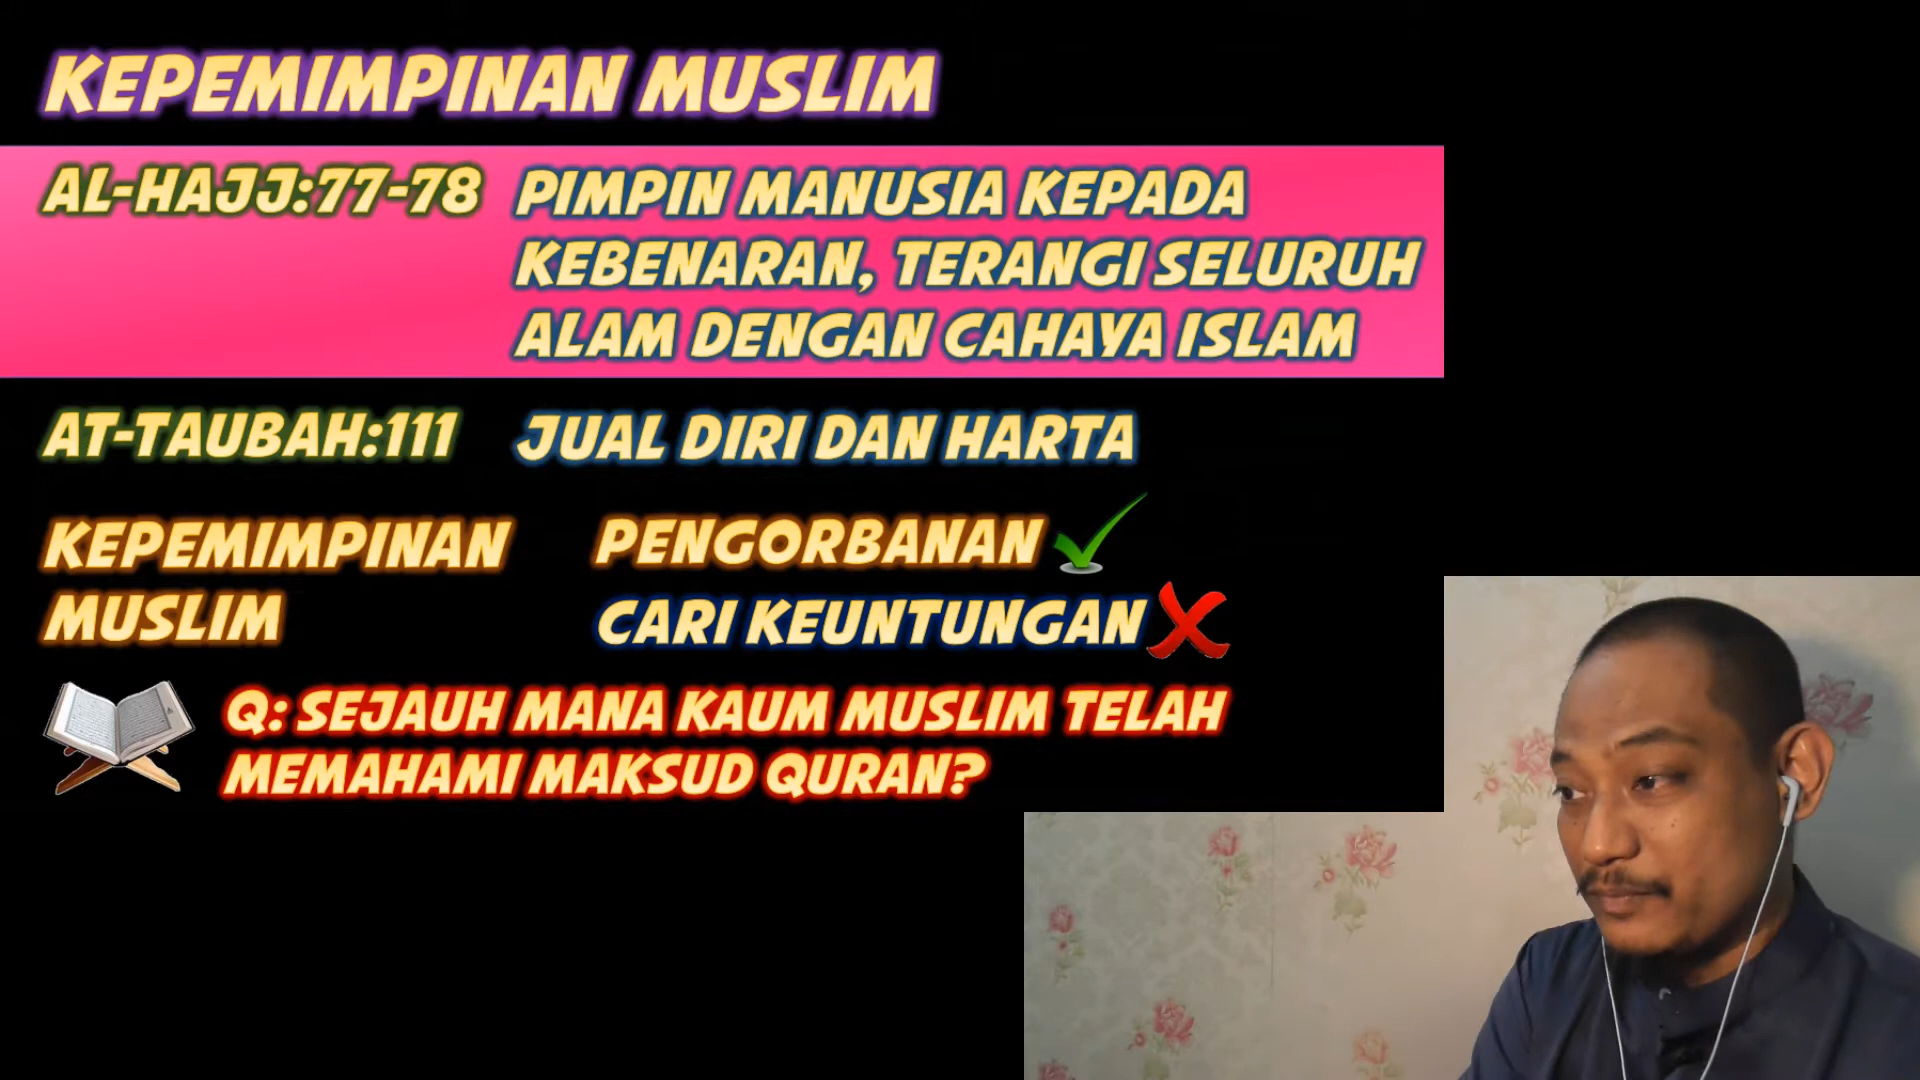 KEPEMIMPINAN MUSLIM
AL-HAJJ:77-78
PIMPIN MANUSIA KEPADA
KEBENARAN, TERANGI SELURUH
ALAM DENGAN CAHAYA ISLAM
AT-TAUBAH:111
JUAL DIRI DAN HARTA
KEPEMIMPINAN
MUSLIM
PENGORBANAN
CARI KEUNTUNGAN
Q: SEJAUH MANA KAUM MUSLIM TELAH
MEMAHAMI MAKSUD QURAN?